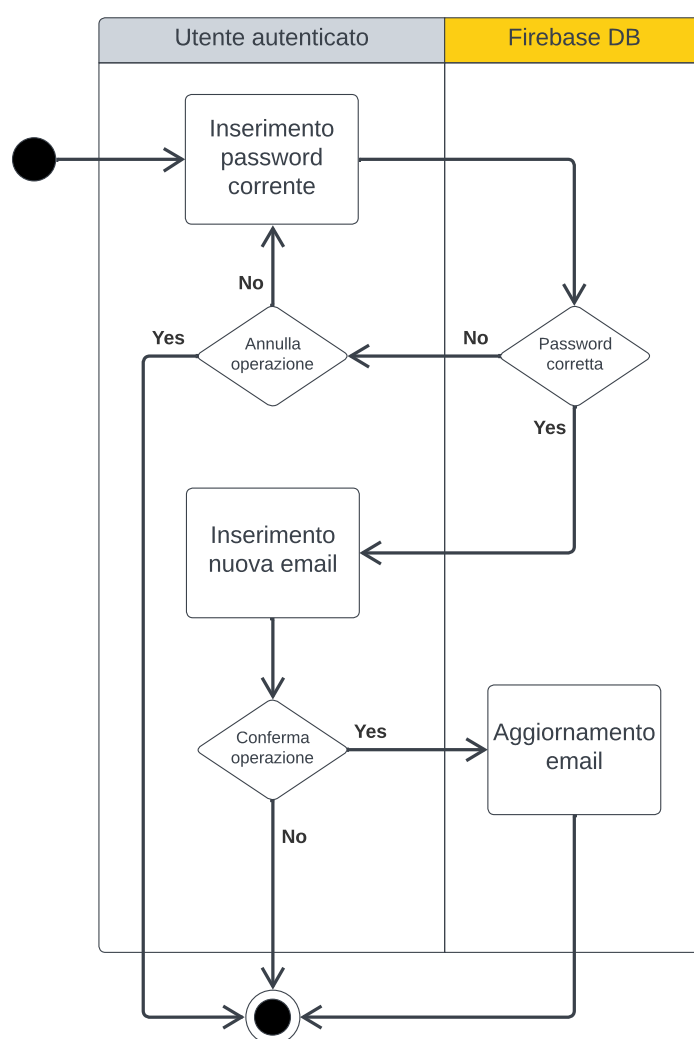 Utente autenticato
Firebase DB
Inserimento
password
corrente
No
Yes
Annulla
operazione
No
Password
corretta
Yes
Inserimento
nuova email
Conferma
operazione
Yes
Aggiornamento
email
No